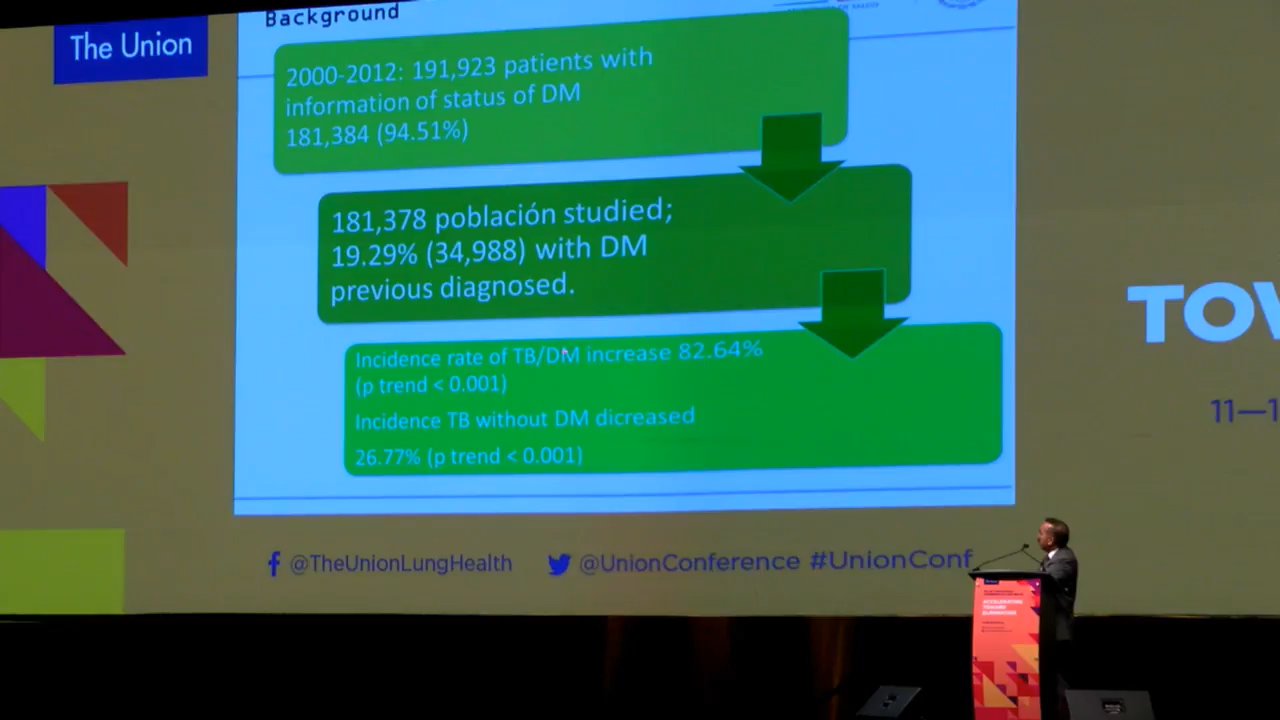 The Union
Background
2000-2012: 191,923 patients with
information of status of DM
181,384 (94.51%)
181,378 población studied;
19.29% (34,988) with DM
previous diagnosed.
Incidence rate of TB/DM increase 82.64%
(p trend < 0.001)
Incidence TB without DM dicreased
26.77% (p trend < 0.001)
TOW
11—1
@TheUnionLungHealth
@UnionConference #UnionConf
ACCELERATING
TOWARD
ELIMINATION